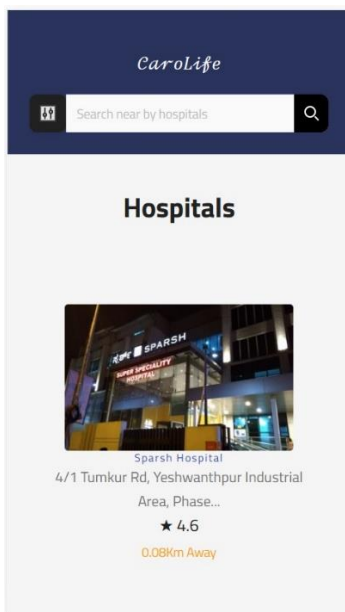 CaroLife
Search near by hospitals
Hospitals
SPARSH
SUPER SPECIALITY
HOSPITAL
Sparsh Hospital
4/1 Tumkur Rd, Yeshwanthpur Industrial
Area, Phase...
★ 4.6
0.08Km Away